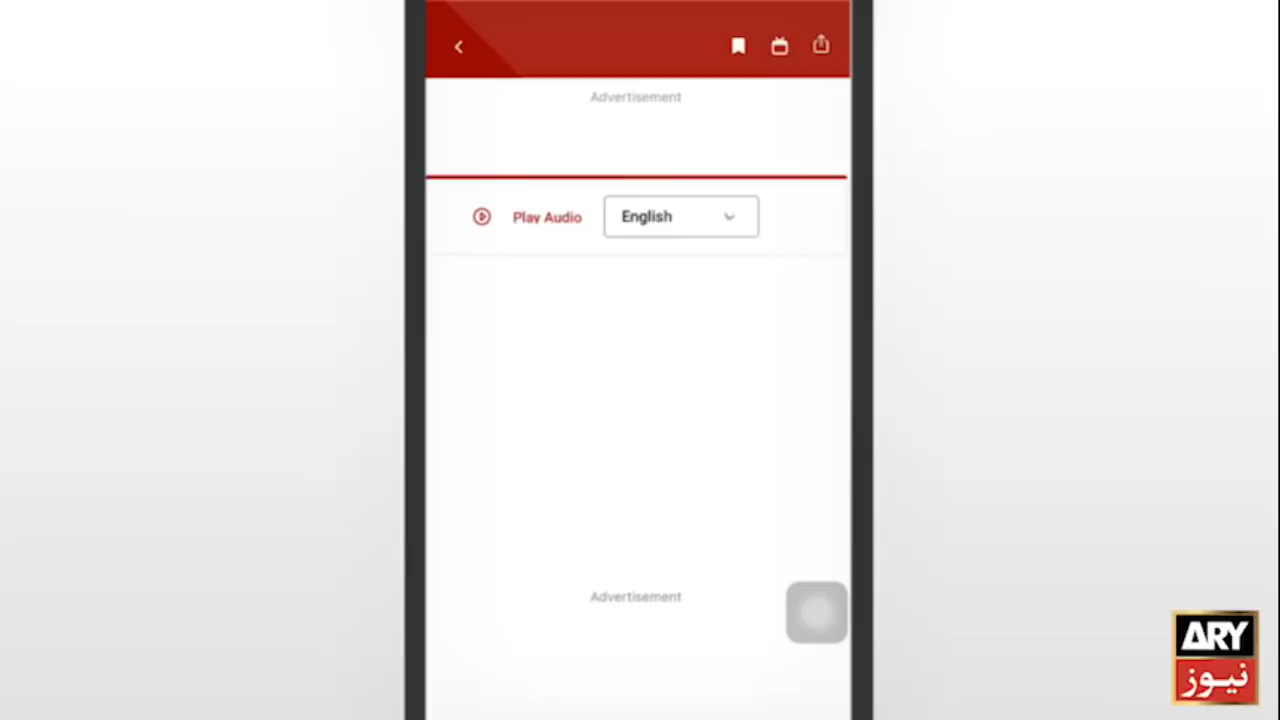 Advertisement
Play Audio
English
Advertisement
ARY
نیوز